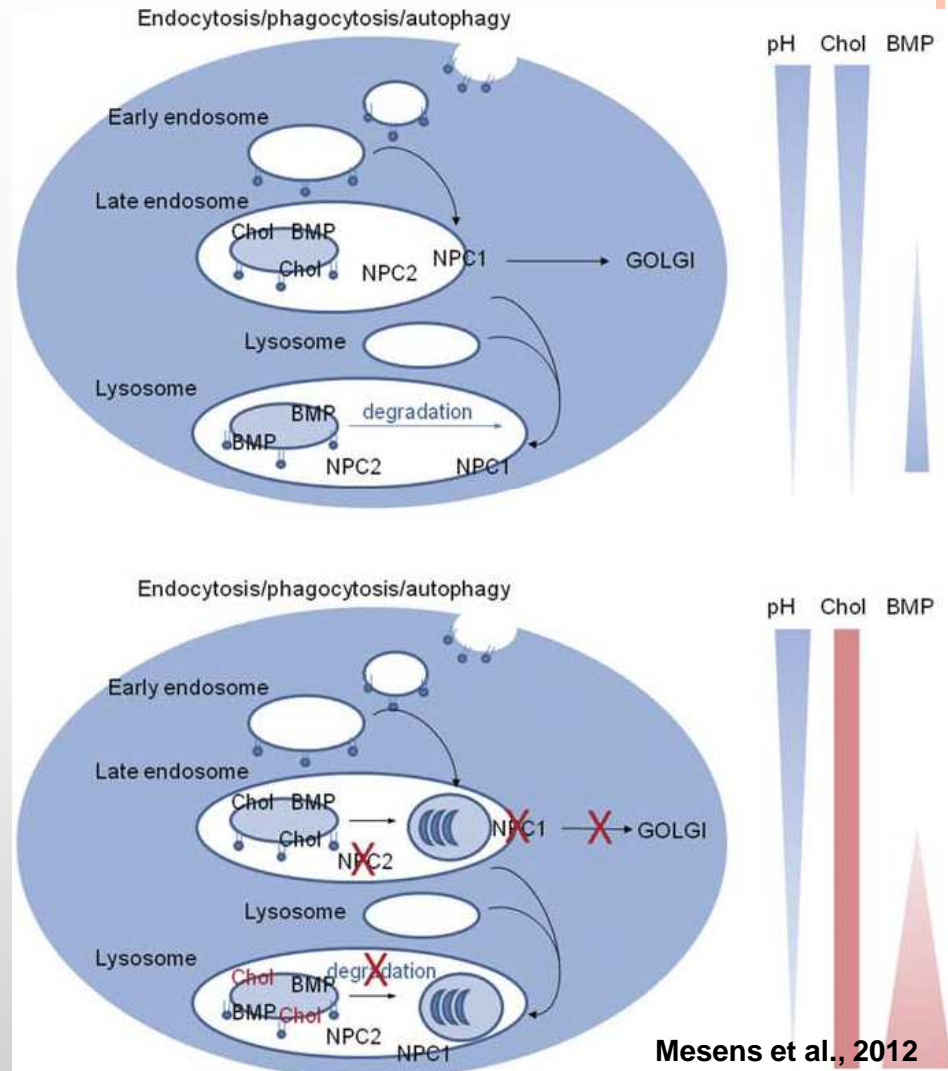 Endocytosis/phagocytosis/autophagy
pH Chol BMP
Early endosome
Late endosome
Chol BMP
Chol
NPC2
NPC1
GOLGI
Lysosome
Lysosome
BMP
degradation
BMP
NPC2
NPC1
Endocytosis/phagocytosis/autophagy
pH Chol BMP
Early endosome
Late endosome
Chol BMP
Chol
NPC1
GOLGI
NPC2
Lysosome
Lysosome
Chol
degradation
BMP
BMP
Chol
NPC2
NPC1
Mesens et al., 2012